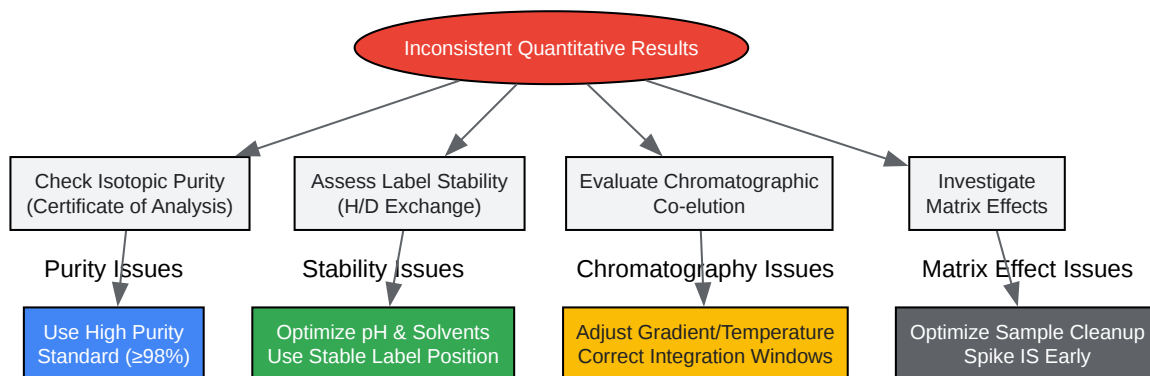 Inconsistent Quantitative Results
Check Isotopic Purity
(Certificate of Analysis)
Assess Label Stability
(H/D Exchange)
Evaluate Chromatographic
Co-elution
Investigate
Matrix Effects
Purity Issues
Stability Issues
Chromatography Issues
Matrix Effect Issues
Use High Purity
Standard (≥98%)
Optimize pH & Solvents
Use Stable Label Position
Adjust Gradient/Temperature
Correct Integration Windows
Optimize Sample Cleanup
Spike IS Early